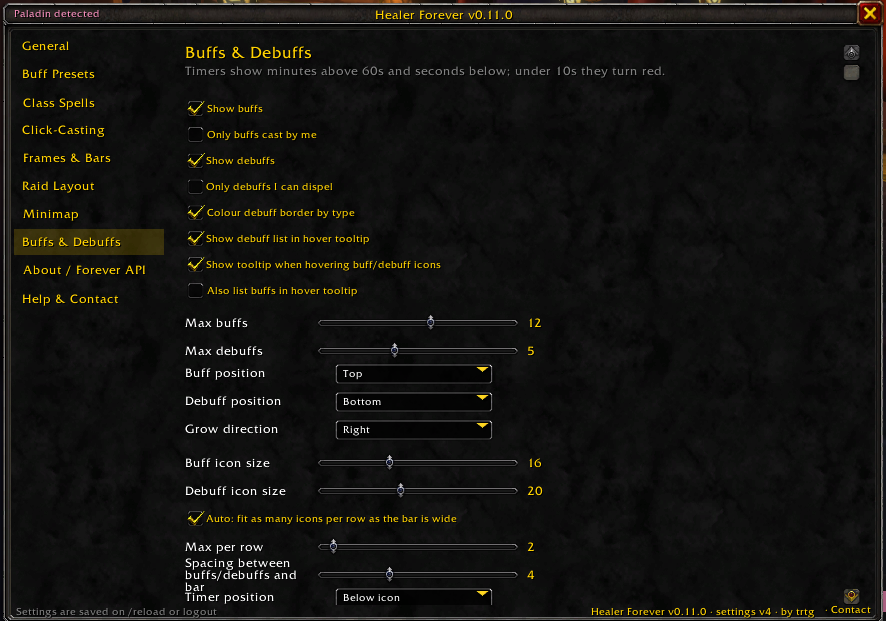 Paladin detected
Healer Forever v0.11.0
General
Buff Presets
Class Spells
Click-Casting
Frames & Bars
Raid Layout
Minimap
Buffs & Debuffs
About / Forever API
Help & Contact
Buffs & Debuffs
Timers show minutes above 60s and seconds below; under 10s they turn red.
Show buffs
Only buffs cast by me
Show debuffs
Only debuffs I can dispel
Colour debuff border by type
Show debuff list in hover tooltip
Show tooltip when hovering buff/debuff icons
Also list buffs in hover tooltip
Max buffs 12
Max debuffs 5
Buff position Top
Debuff position Bottom
Grow direction Right
Buff icon size 16
Debuff icon size 20
Auto: fit as many icons per row as the bar is wide
Max per row 2
Spacing between
buffs/debuffs and 4
bar
Timer position Below icon
Settings are saved on /reload or logout
Healer Forever v0.11.0 · settings v4 · by trtg · Contact